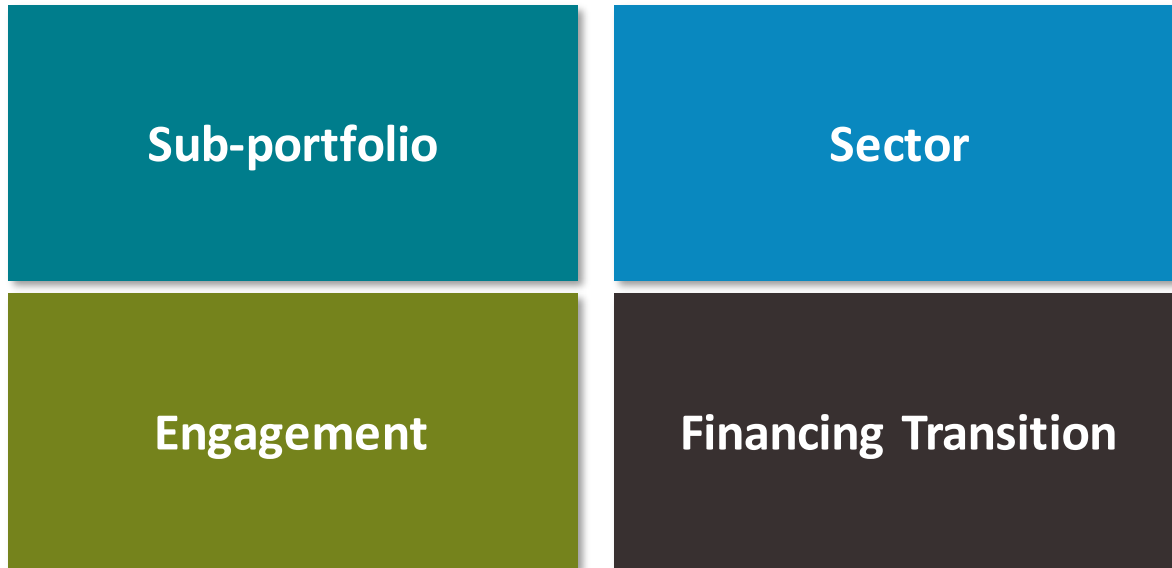 Sub-portfolio
Sector
Engagement
Financing Transition